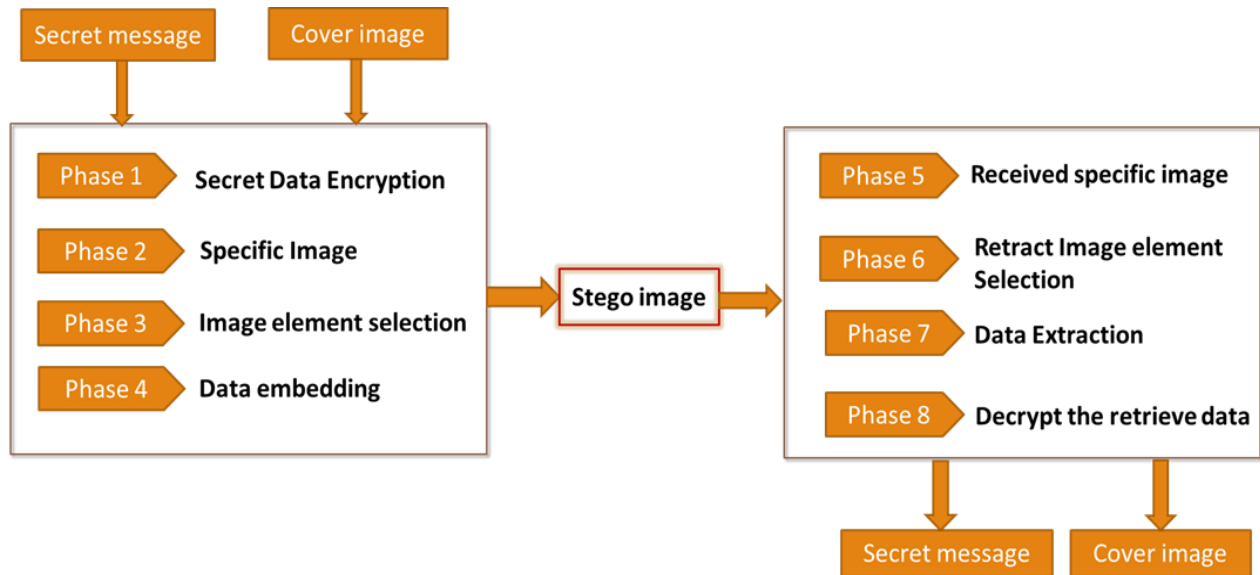 Secret message
Cover image
Phase 1
Secret Data Encryption
Phase 2
Specific Image
Phase 3
Image element selection
Phase 4
Data embedding
Stego image
Phase 5
Received specific image
Phase 6
Retract Image element
Selection
Phase 7
Data Extraction
Phase 8
Decrypt the retrieve data
Secret message
Cover image